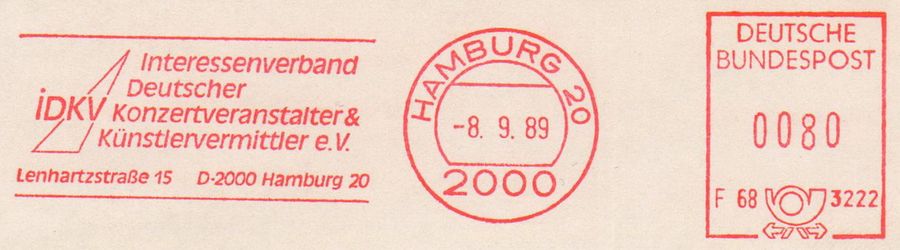 iDKV
Interessenverband
Deutscher
Konzertveranstalter &
Künstlervermittler e.V.
Lenhartzstraße 15 D-2000 Hamburg 20
HAMBURG 20
-8. 9. 89
2000
DEUTSCHE
BUNDESPOST
0080
F 68 3222